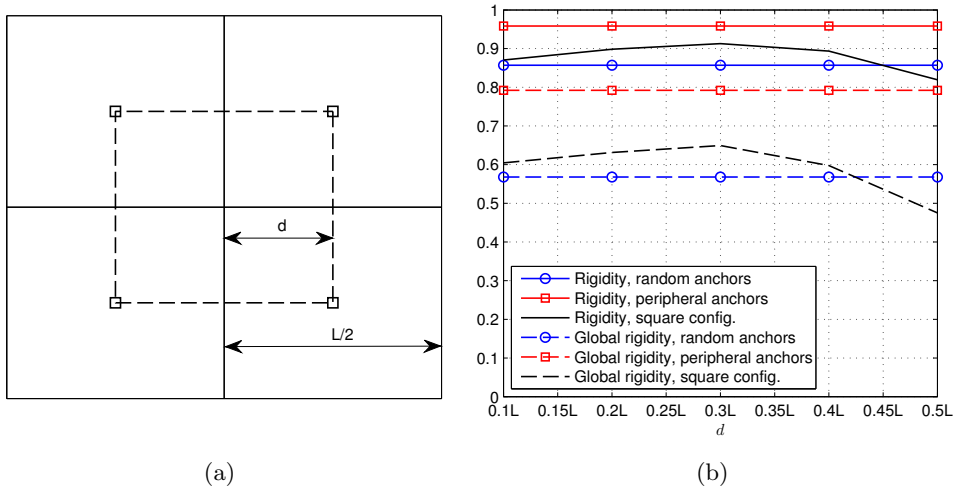 d
L/2
(a)
1
0.9
0.8
0.7
0.6
0.5
0.4
0.3
0.2
0.1
0
Rigidity, random anchors
Rigidity, peripheral anchors
Rigidity, square config.
Global rigidity, random anchors
Global rigidity, peripheral anchors
Global rigidity, square config.
0.1L 0.15L 0.2L 0.25L 0.3L 0.35L 0.4L 0.45L 0.5L
d
(b)